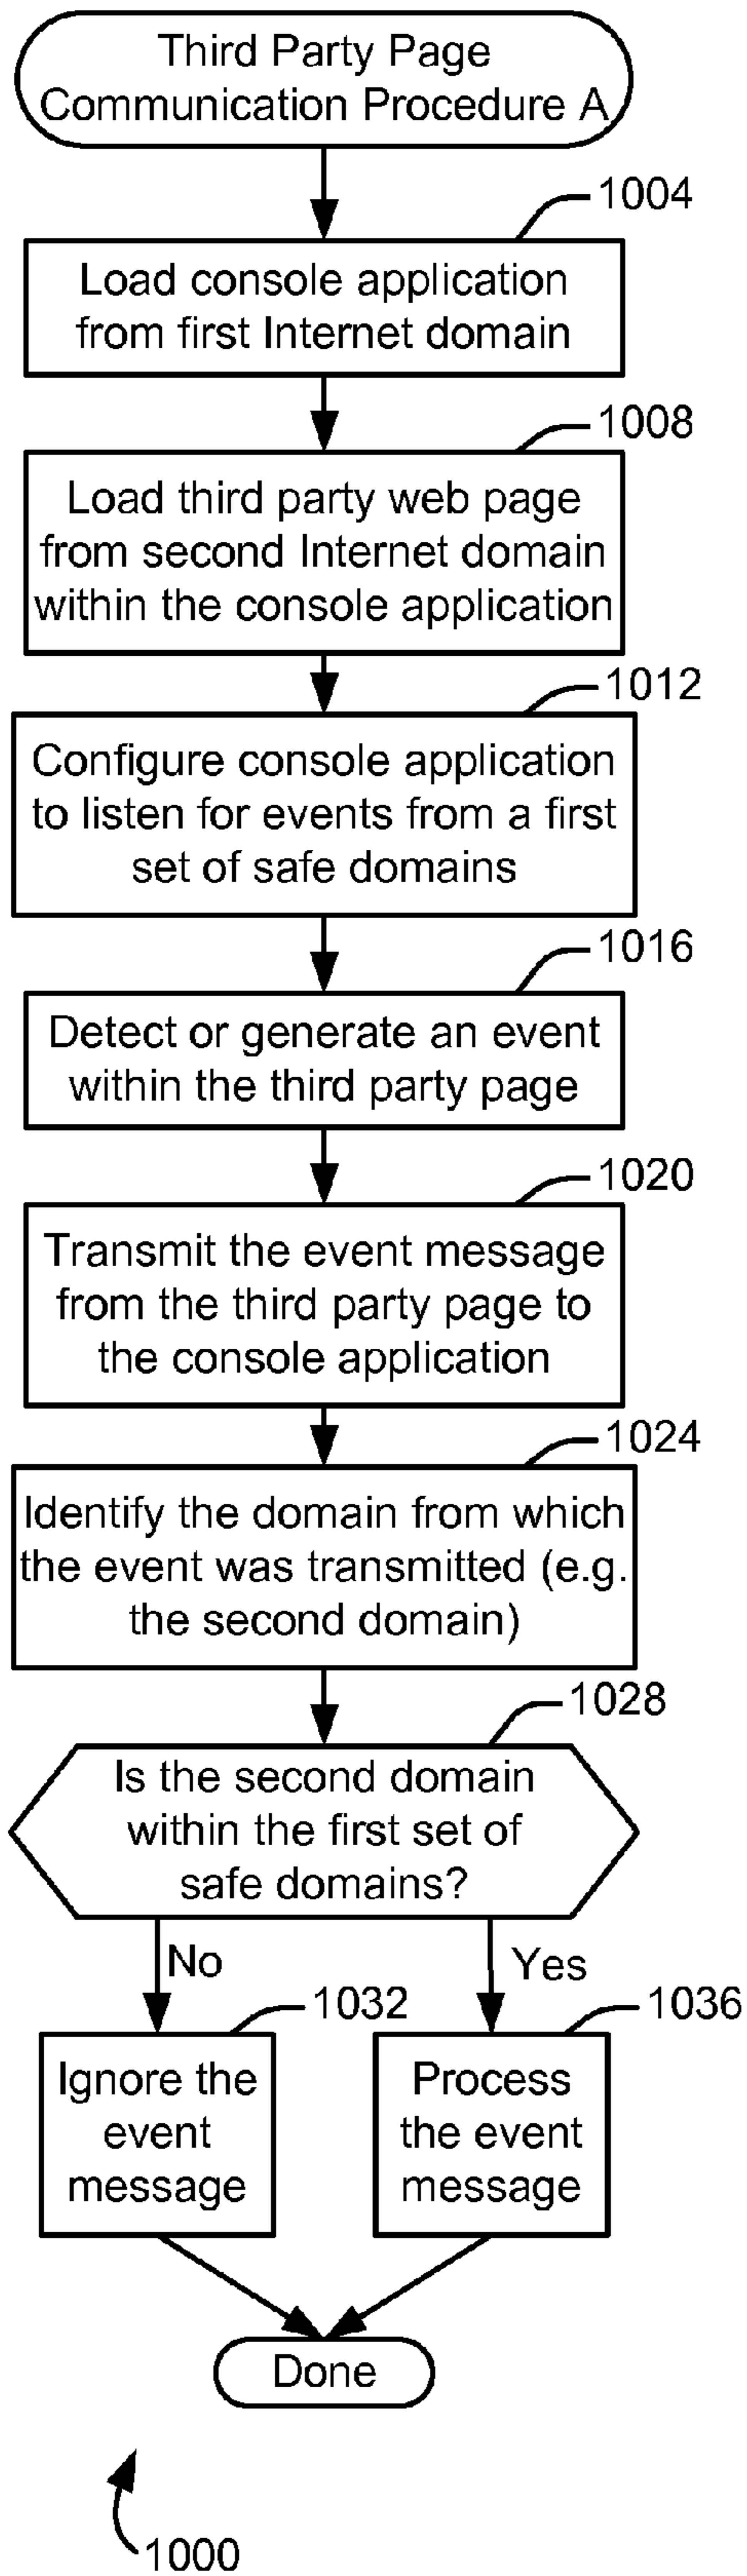 Third Party Page
Communication Procedure A
1004
Load console application
from first Internet domain
1008
Load third party web page
from second Internet domain
within the console application
1012
Configure console application
to listen for events from a first
set of safe domains
1016
Detect or generate an event
within the third party page
1020
Transmit the event message
from the third party page to
the console application
1024
Identify the domain from which
the event was transmitted (e.g.
the second domain)
1028
Is the second domain
within the first set of
safe domains?
No
Yes
1032
1036
Ignore the
event
message
Process
the event
message
Done
1000